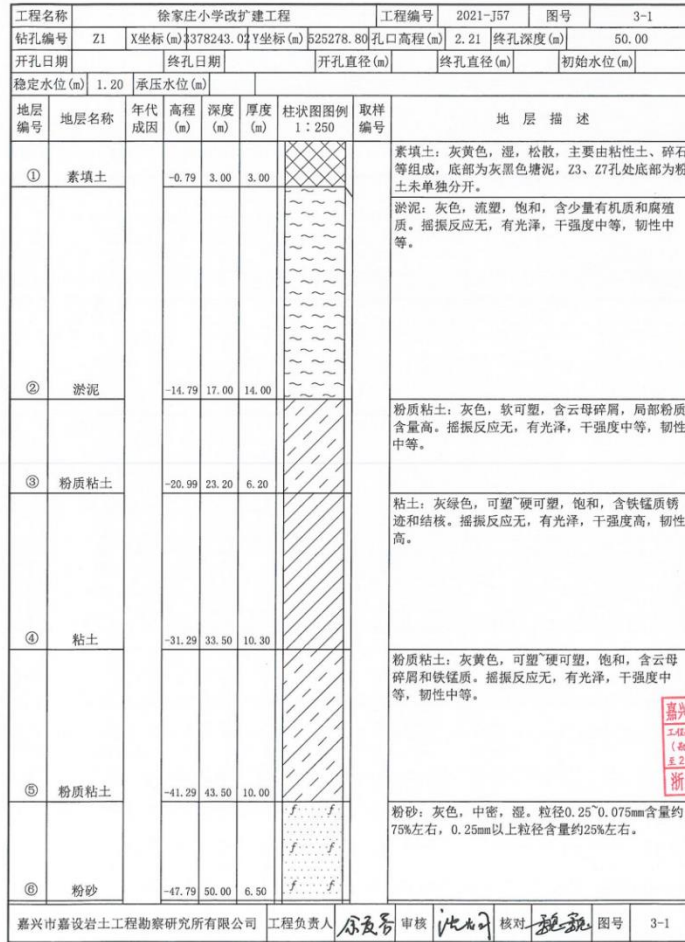 工程名称 徐家庄小学改扩建工程 工程编号 2021-J57 图号 3-1
钻孔编号 Z1 X坐标(m) 3378243.02 Y坐标(m) 525278.80 孔口高程(m) 2.21 终孔深度(m) 50.00
开孔日期 终孔日期 开孔直径(m) 终孔直径(m) 初始水位(m)
稳定水位(m) 1.20 承压水位(m)
地层编号 地层名称 年代成因 高程(m) 深度(m) 厚度(m) 柱状图图例 1:250 取样编号 地 层 描 述
素填土：灰黄色，湿，松散，主要由粘性土、碎石
等组成，底部为灰黑色塘泥，Z3、Z7孔处底部为粉
土未单独分开。
① 素填土 -0.79 3.00 3.00
淤泥：灰色，流塑，饱和，含少量有机质和腐殖
质。摇振反应无，有光泽，干强度中等，韧性中
等。
② 淤泥 -14.79 17.00 14.00
粉质粘土：灰色，软可塑，含云母碎屑，局部粉质
含量高。摇振反应无，有光泽，干强度中等，韧性
中等。
③ 粉质粘土 -20.99 23.20 6.20
粘土：灰绿色，可塑~硬可塑，饱和，含铁锰质锈
迹和结核。摇振反应无，有光泽，干强度高，韧性
高。
④ 粘土 -31.29 33.50 10.30
粉质粘土：灰黄色，可塑~硬可塑，饱和，含云母
碎屑和铁锰质。摇振反应无，有光泽，干强度中
等，韧性中等。
嘉兴
⑤ 粉质粘土 -41.29 43.50 10.00
浙
粉砂：灰色，中密，湿。粒径0.25~0.075mm含量约
75%左右，0.25mm以上粒径含量约25%左右。
f f
f f
f f
⑥ 粉砂 -47.79 50.00 6.50
嘉兴市嘉设岩土工程勘察研究所有限公司 工程负责人 审核 核对 图号 3-1